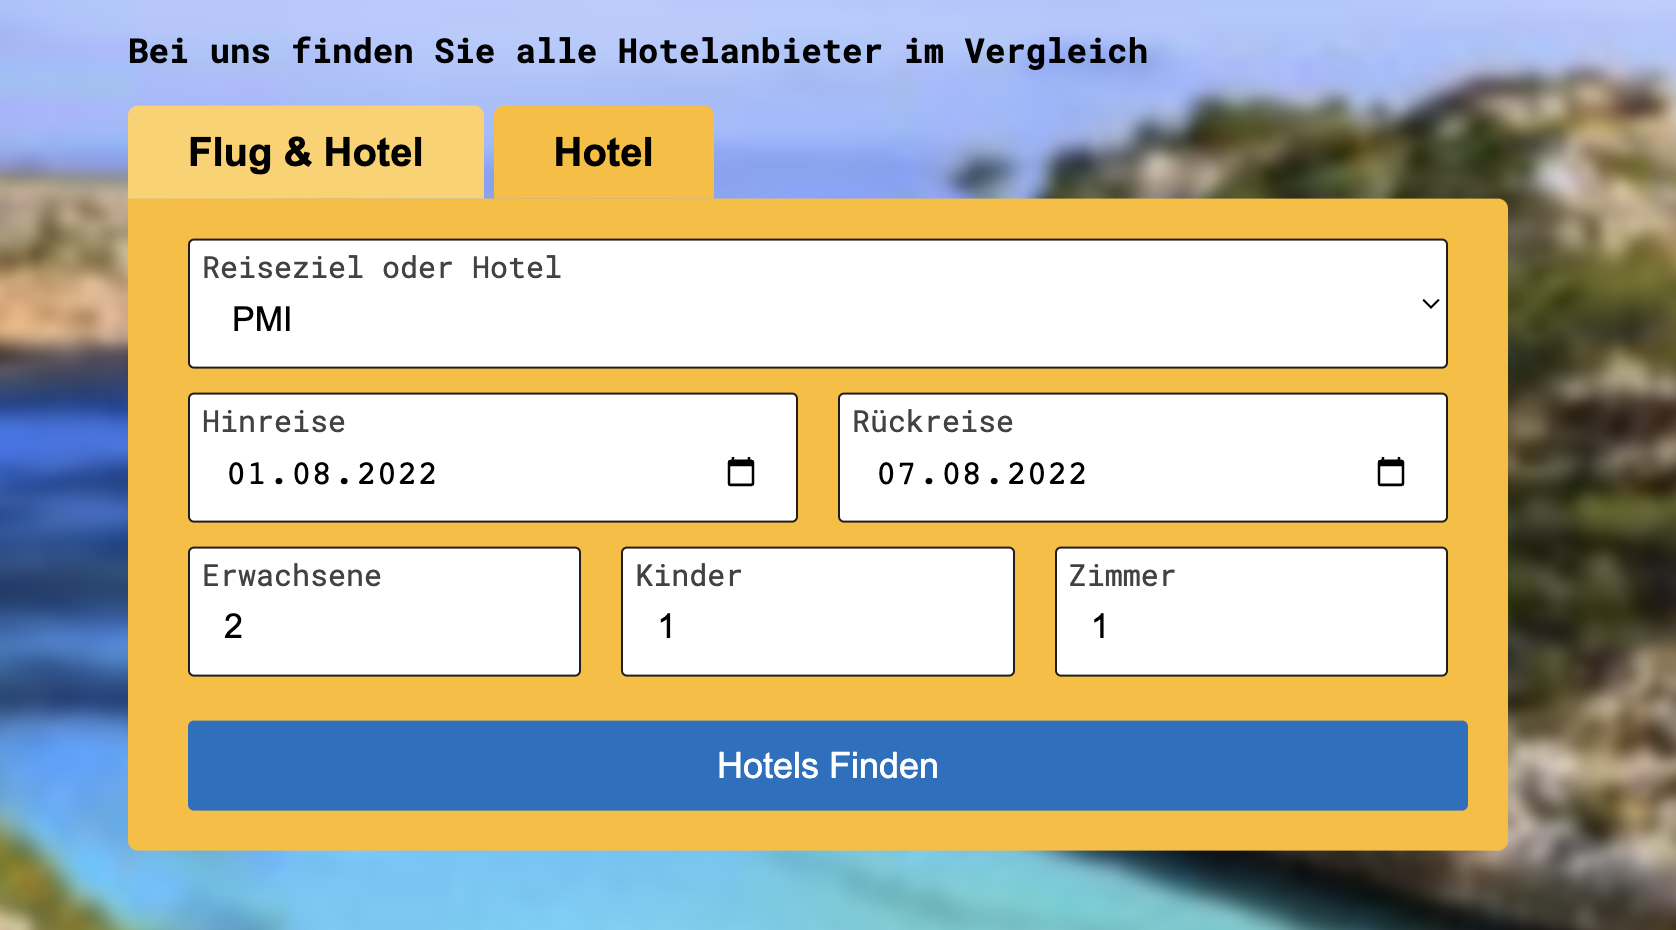 Bei uns finden Sie alle Hotelanbieter im Vergleich
Flug & Hotel
Hotel
Reiseziel oder Hotel
PMI
Hinreise
01.08.2022
Rückreise
07.08.2022
Erwachsene
2
Kinder
1
Zimmer
1
Hotels Finden